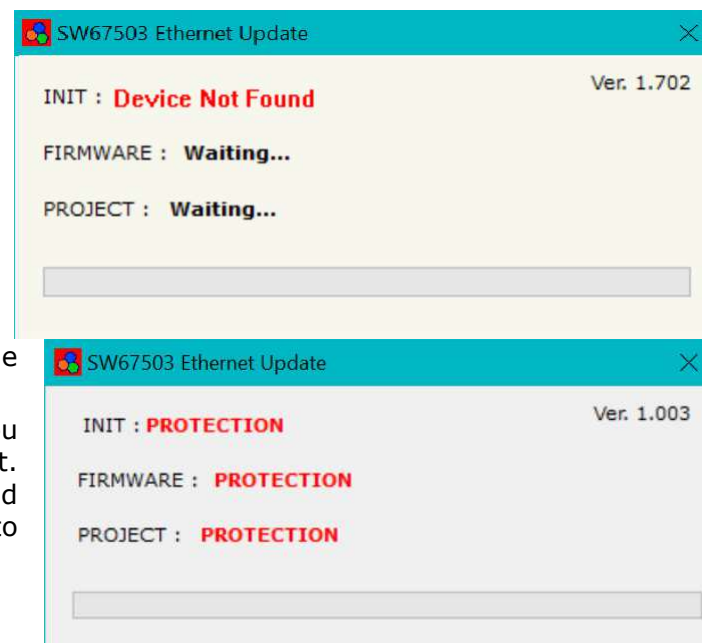 SW67503 Ethernet Update
Ver. 1.702
INIT : Device Not Found
FIRMWARE : Waiting...
PROJECT : Waiting...
e
SW67503 Ethernet Update
u
t.
d
Ver. 1.003
INIT : PROTECTION
FIRMWARE : PROTECTION
to
PROJECT : PROTECTION